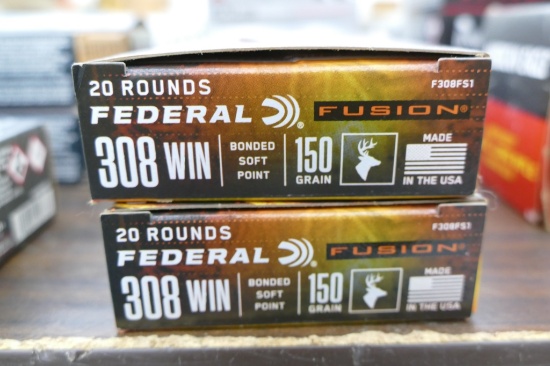 20 ROUNDS F308FS1
FEDERAL® FUSION®
308 WIN BONDED SOFT POINT 150 GRAIN MADE IN THE USA
20 ROUNDS F308FS1
FEDERAL® FUSION®
308 WIN BONDED SOFT POINT 150 GRAIN MADE IN THE USA